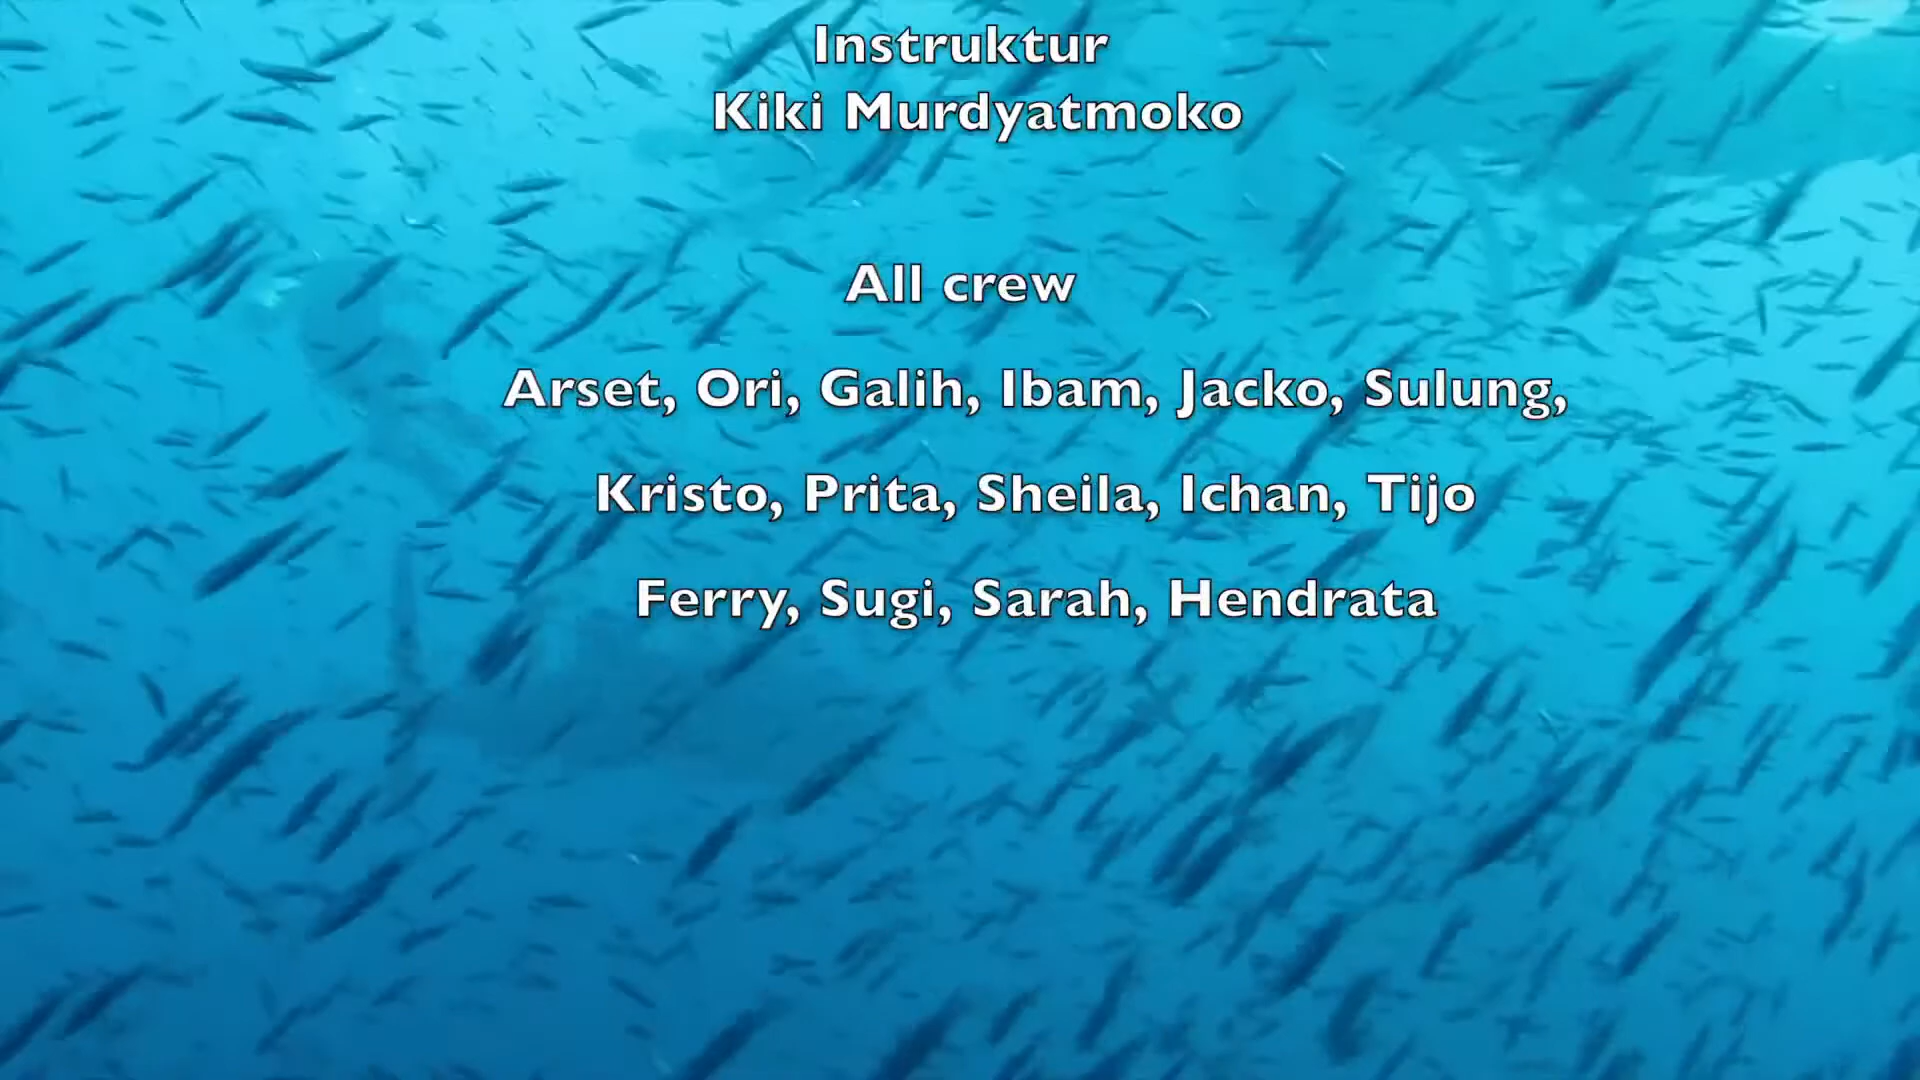 Instruktur
Kiki Murdyatmoko
All crew
Arset, Ori, Galih, Ibam, Jacko, Sulung,
Kristo, Prita, Sheila, Ichan, Tijo
Ferry, Sugi, Sarah, Hendrata